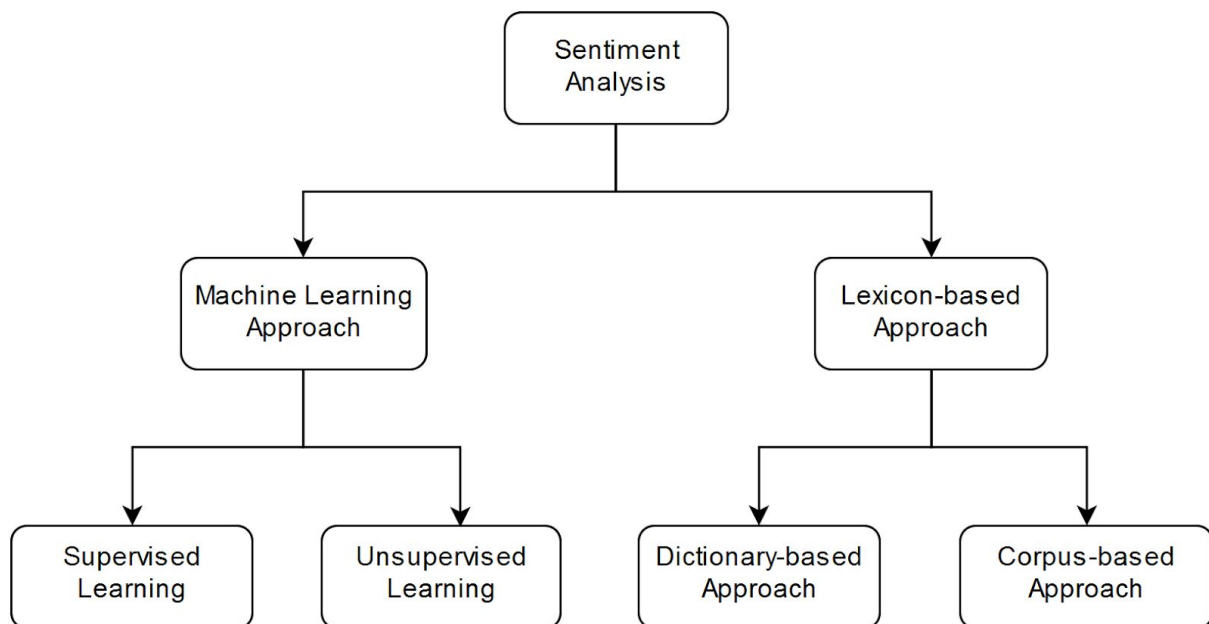 Sentiment
Analysis
Machine Learning
Approach
Lexicon-based
Approach
Supervised
Learning
Unsupervised
Learning
Dictionary-based
Approach
Corpus-based
Approach